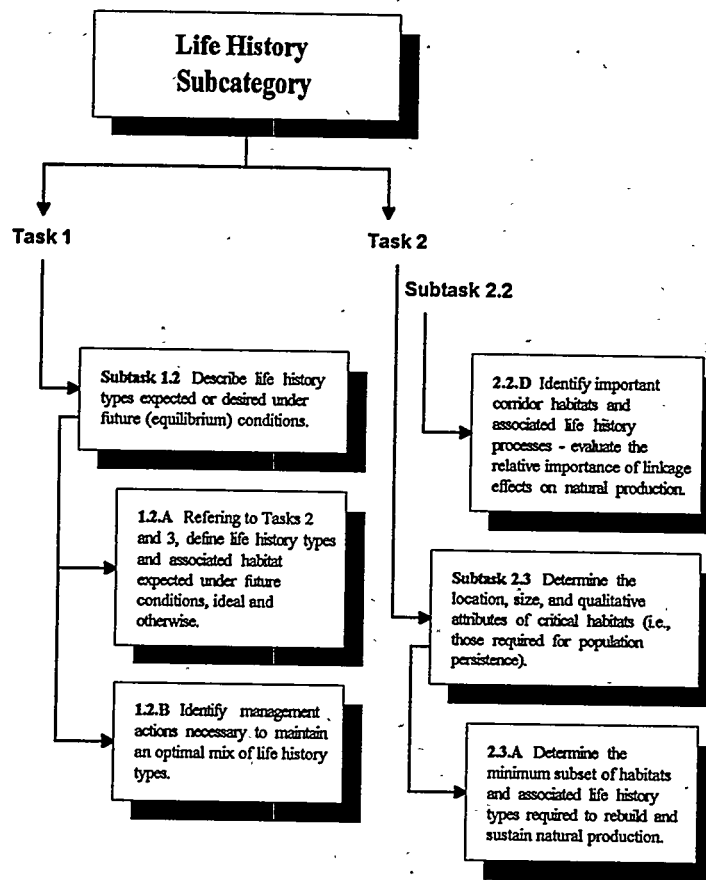 Life History
Subcategory
Task 1
Subtask 1.2 Describe life history
types expected or desired under
future (equilibrium) conditions.
1.2.A Refering to Tasks 2
and 3, define life history types
and associated habitat
expected under future
conditions, ideal and
otherwise.
1.2.B Identify management
actions necessary to maintain
an optimal mix of life history
types.
Task 2
Subtask 2.2
2.2.D Identify important
corridor habitats and
associated life history
processes - evaluate the
relative importance of linkage
effects on natural production.
Subtask 2.3 Determine the
location, size, and qualitative
attributes of critical habitats (i.e.,
those required for population
persistence).
2.3.A Determine the
minimum subset of habitats
and associated life history
types required to rebuild and
sustain natural production.